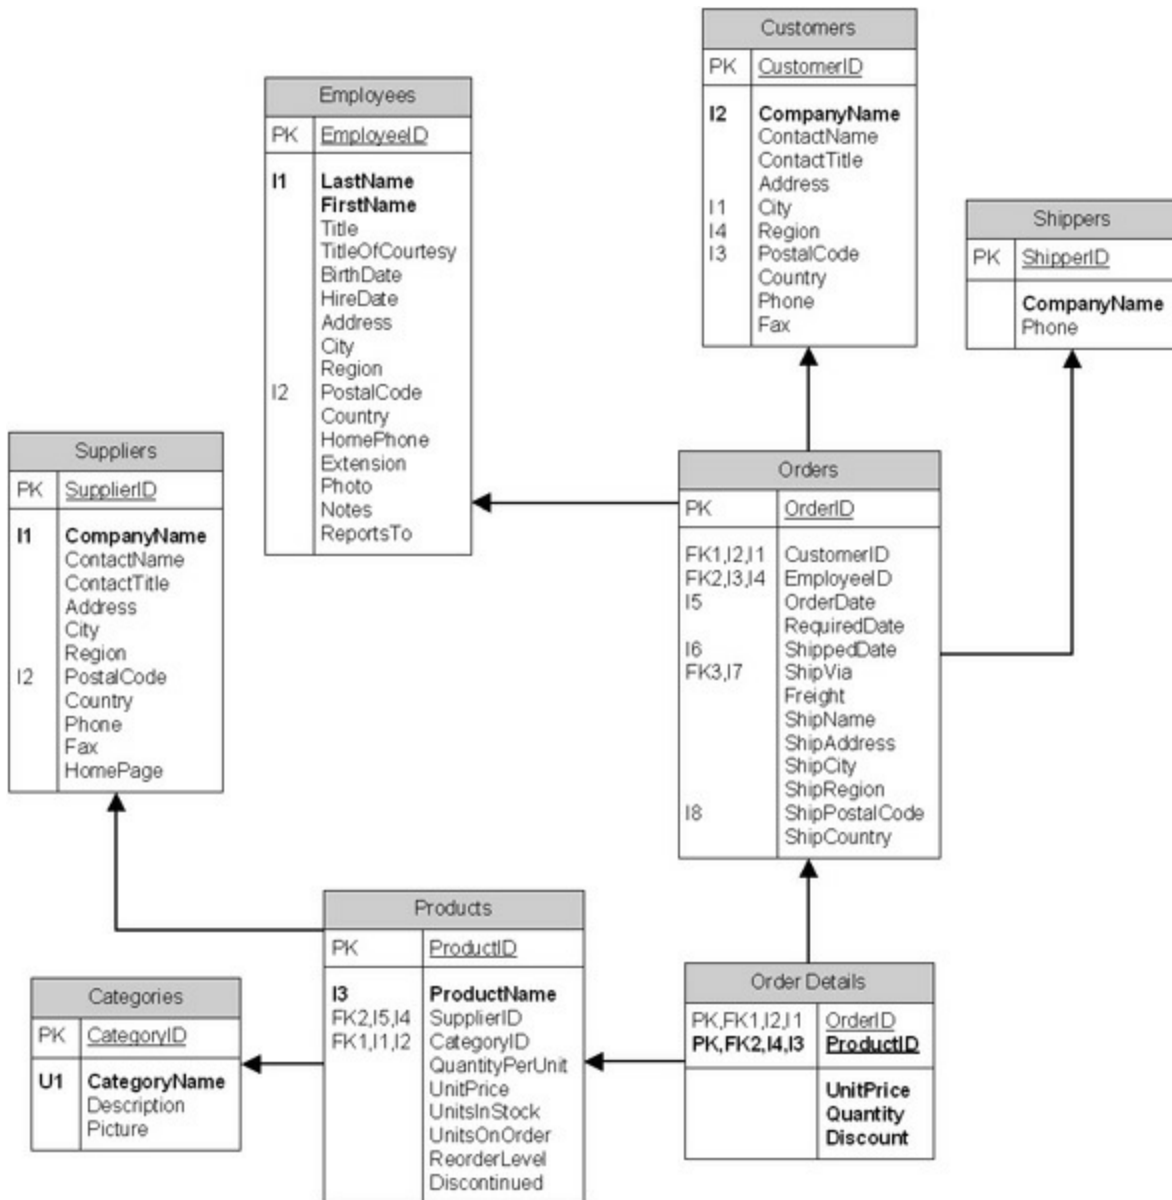 Customers
PK CustomerID
I2 CompanyName
ContactName
ContactTitle
Address
I1 City
I4 Region
I3 PostalCode
Country
Phone
Fax
Employees
PK EmployeeID
I1 LastName
FirstName
Title
TitleOfCourtesy
BirthDate
HireDate
Address
City
Region
I2 PostalCode
Country
HomePhone
Extension
Photo
Notes
ReportsTo
Shippers
PK ShipperID
CompanyName
Phone
Suppliers
PK SupplierID
I1 CompanyName
ContactName
ContactTitle
Address
City
Region
I2 PostalCode
Country
Phone
Fax
HomePage
Orders
PK OrderID
FK1,I2,I1 CustomerID
FK2,I3,I4 EmployeeID
I5 OrderDate
RequiredDate
I6 ShippedDate
FK3,I7 ShipVia
Freight
ShipName
ShipAddress
ShipCity
ShipRegion
I8 ShipPostalCode
ShipCountry
Products
PK ProductID
I3 ProductName
FK2,I5,I4 SupplierID
FK1,I1,I2 CategoryID
QuantityPerUnit
UnitPrice
UnitsInStock
UnitsOnOrder
ReorderLevel
Discontinued
Categories
PK CategoryID
U1 CategoryName
Description
Picture
Order Details
PK,FK1,I2,I1 OrderID
PK,FK2,I4,I3 ProductID
UnitPrice
Quantity
Discount